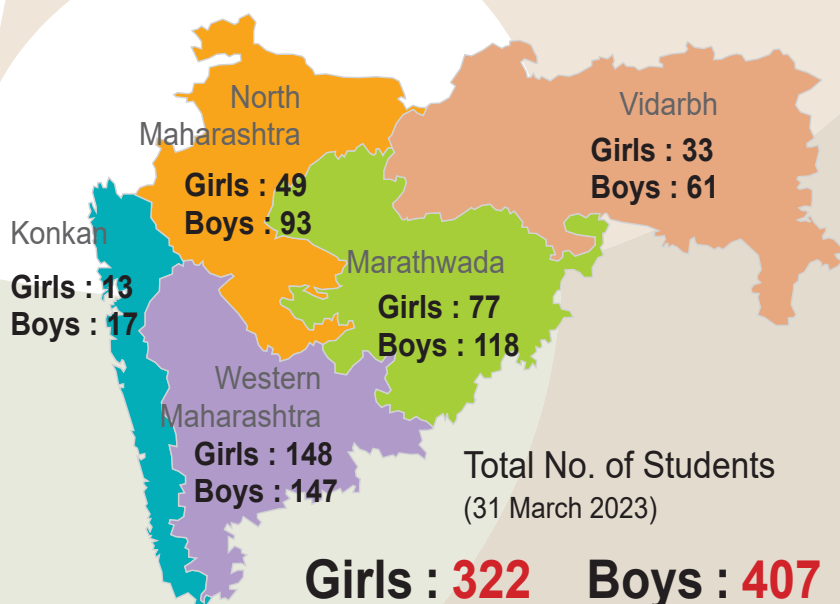 North
Maharashtra
Girls : 49
Boys : 93
Vidarbh
Girls : 33
Boys : 61
Konkan
Girls : 13
Boys : 17
Marathwada
Girls : 77
Boys : 118
Western
Maharashtra
Girls : 148
Boys : 147
Total No. of Students
(31 March 2023)
Girls : 322 Boys : 407